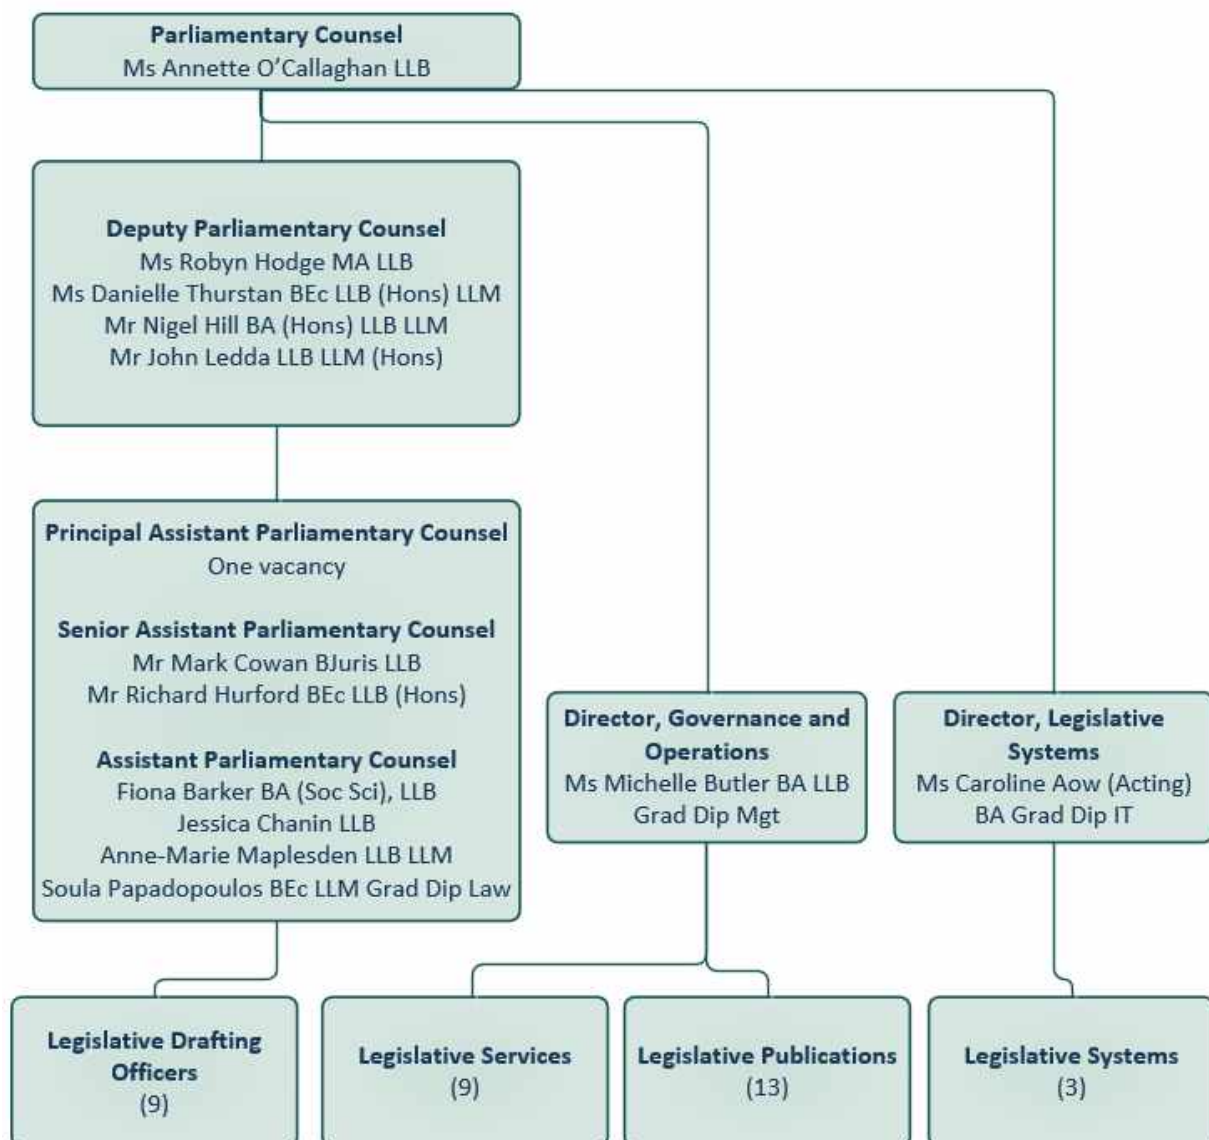 Parliamentary Counsel
Ms Annette O’Callaghan LLB
Deputy Parliamentary Counsel
Ms Robyn Hodge MA LLB
Ms Danielle Thurstan BEc LLB (Hons) LLM
Mr Nigel Hill BA (Hons) LLB LLM
Mr John Ledda LLB LLM (Hons)
Principal Assistant Parliamentary Counsel
One vacancy
Senior Assistant Parliamentary Counsel
Mr Mark Cowan BJuris LLB
Mr Richard Hurford BEc LLB (Hons)
Assistant Parliamentary Counsel
Fiona Barker BA (Soc Sci), LLB
Jessica Chanin LLB
Anne-Marie Maplesden LLB LLM
Soula Papadopoulos BEc LLM Grad Dip Law
Director, Governance and
Operations
Ms Michelle Butler BA LLB
Grad Dip Mgt
Director, Legislative
Systems
Ms Caroline Aow (Acting)
BA Grad Dip IT
Legislative Drafting
Officers
(9)
Legislative Services
(9)
Legislative Publications
(13)
Legislative Systems
(3)